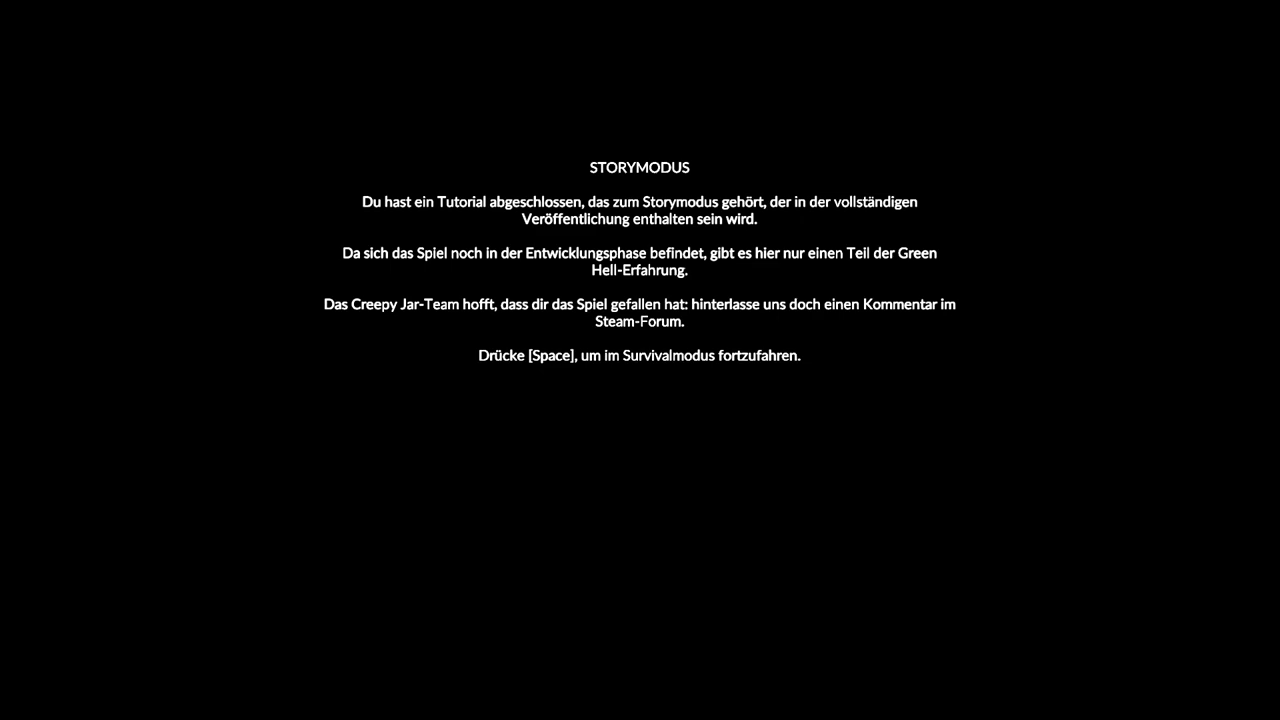 STORYMODUS
Du hast ein Tutorial abgeschlossen, das zum Storymodus gehört, der in der vollständigen
Veröffentlichung enthalten sein wird.
Da sich das Spiel noch in der Entwicklungsphase befindet, gibt es hier nur einen Teil der Green
Hell-Erfahrung.
Das Creepy Jar-Team hofft, dass dir das Spiel gefallen hat: hinterlasse uns doch einen Kommentar im
Steam-Forum.
Drücke [Space], um im Survivalmodus fortzufahren.